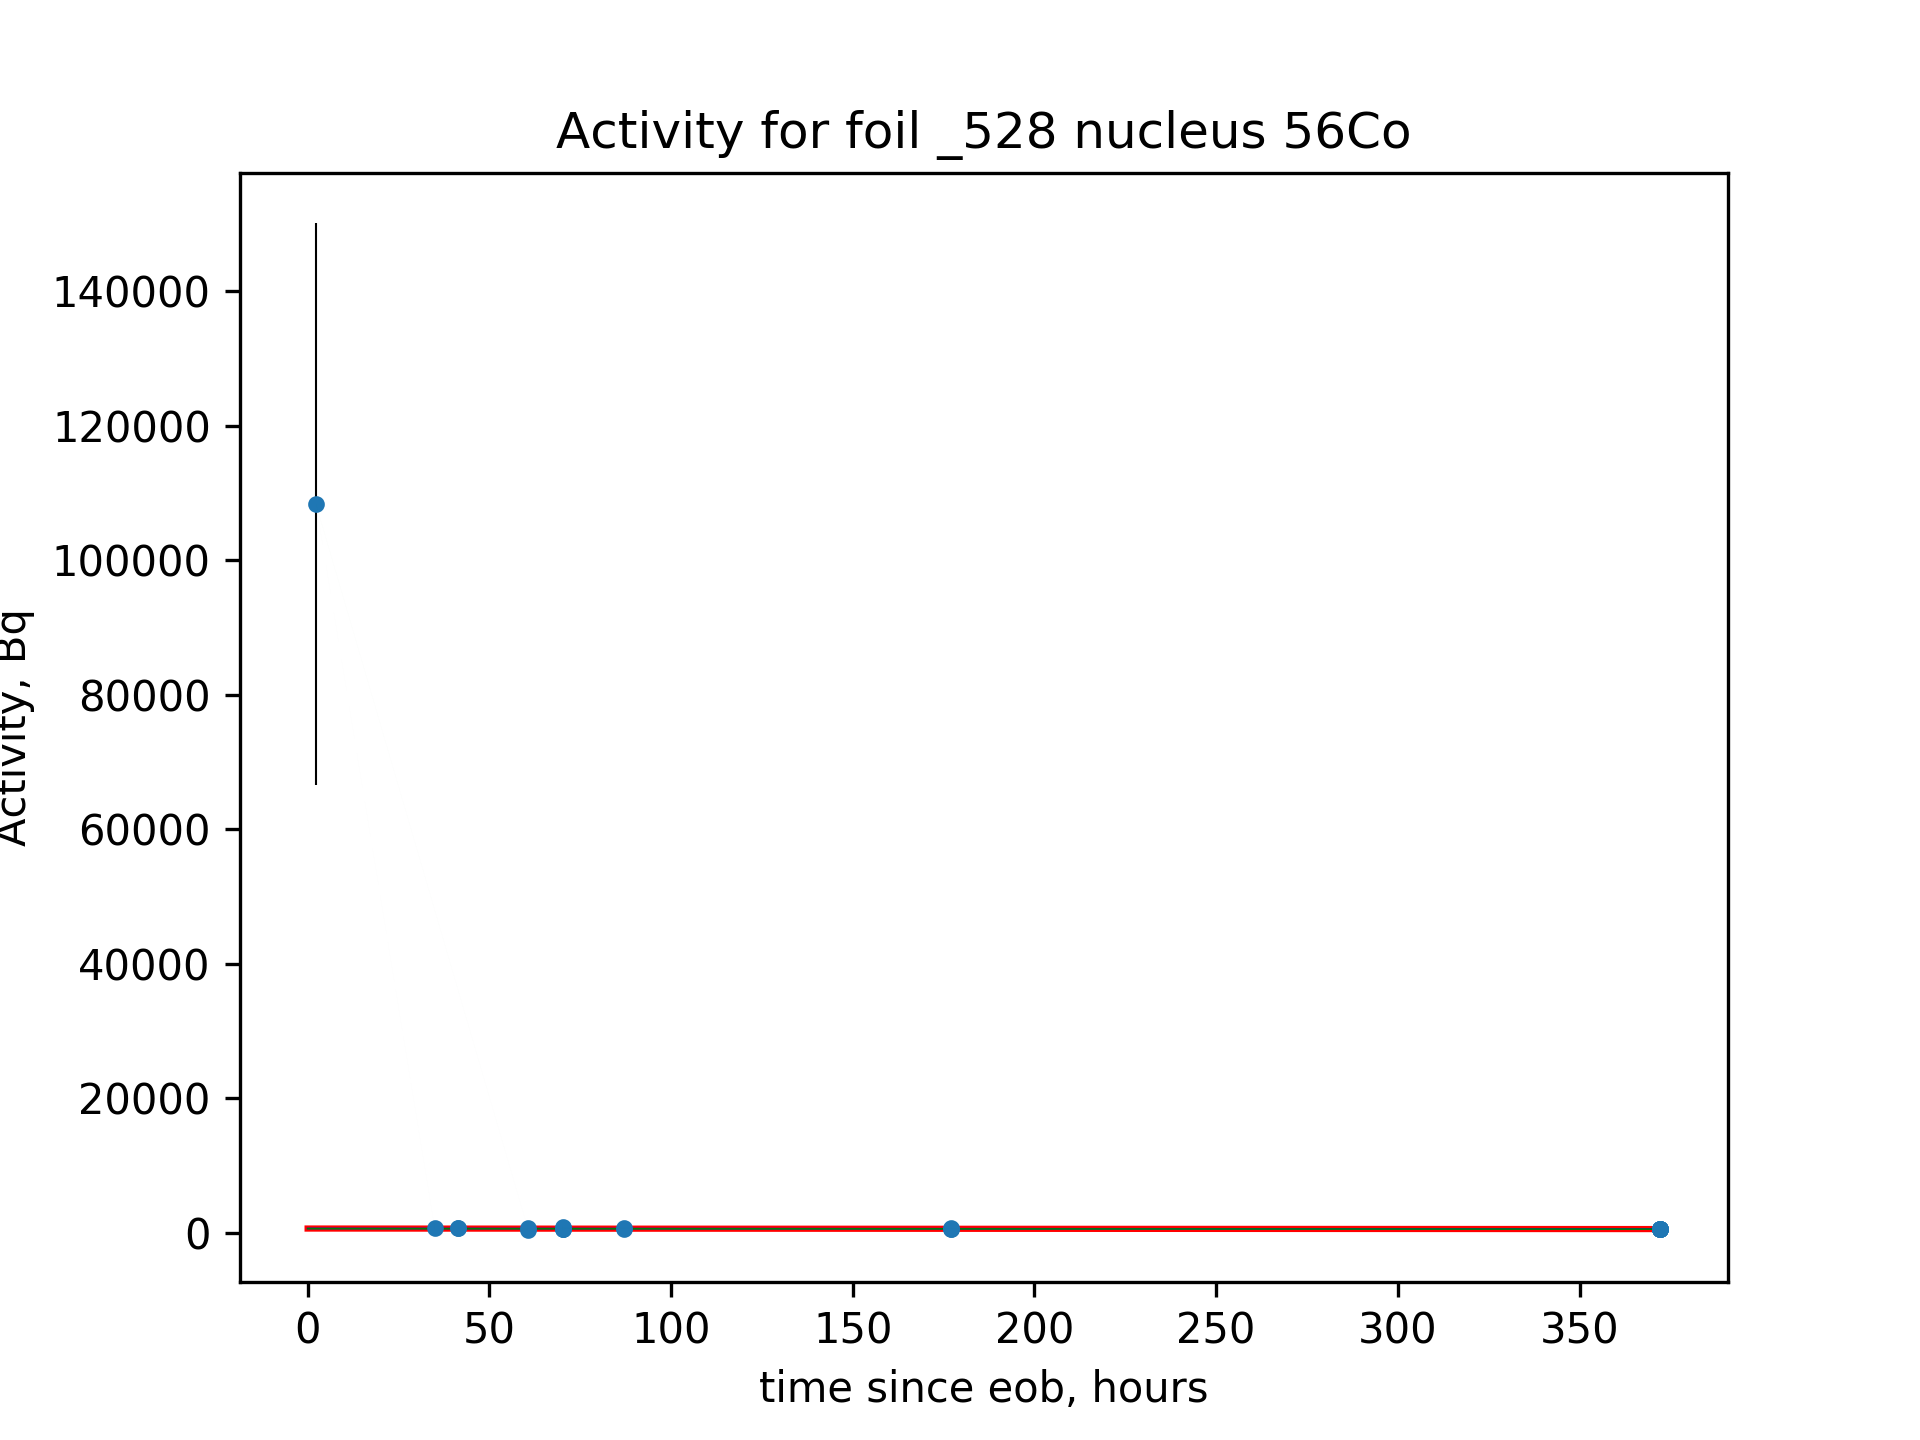 Activity for foil _528 nucleus 56Co
140000
120000
100000
80000
60000
40000
20000
0
Activity, Bq
0 50 100 150 200 250 300 350
time since eob, hours